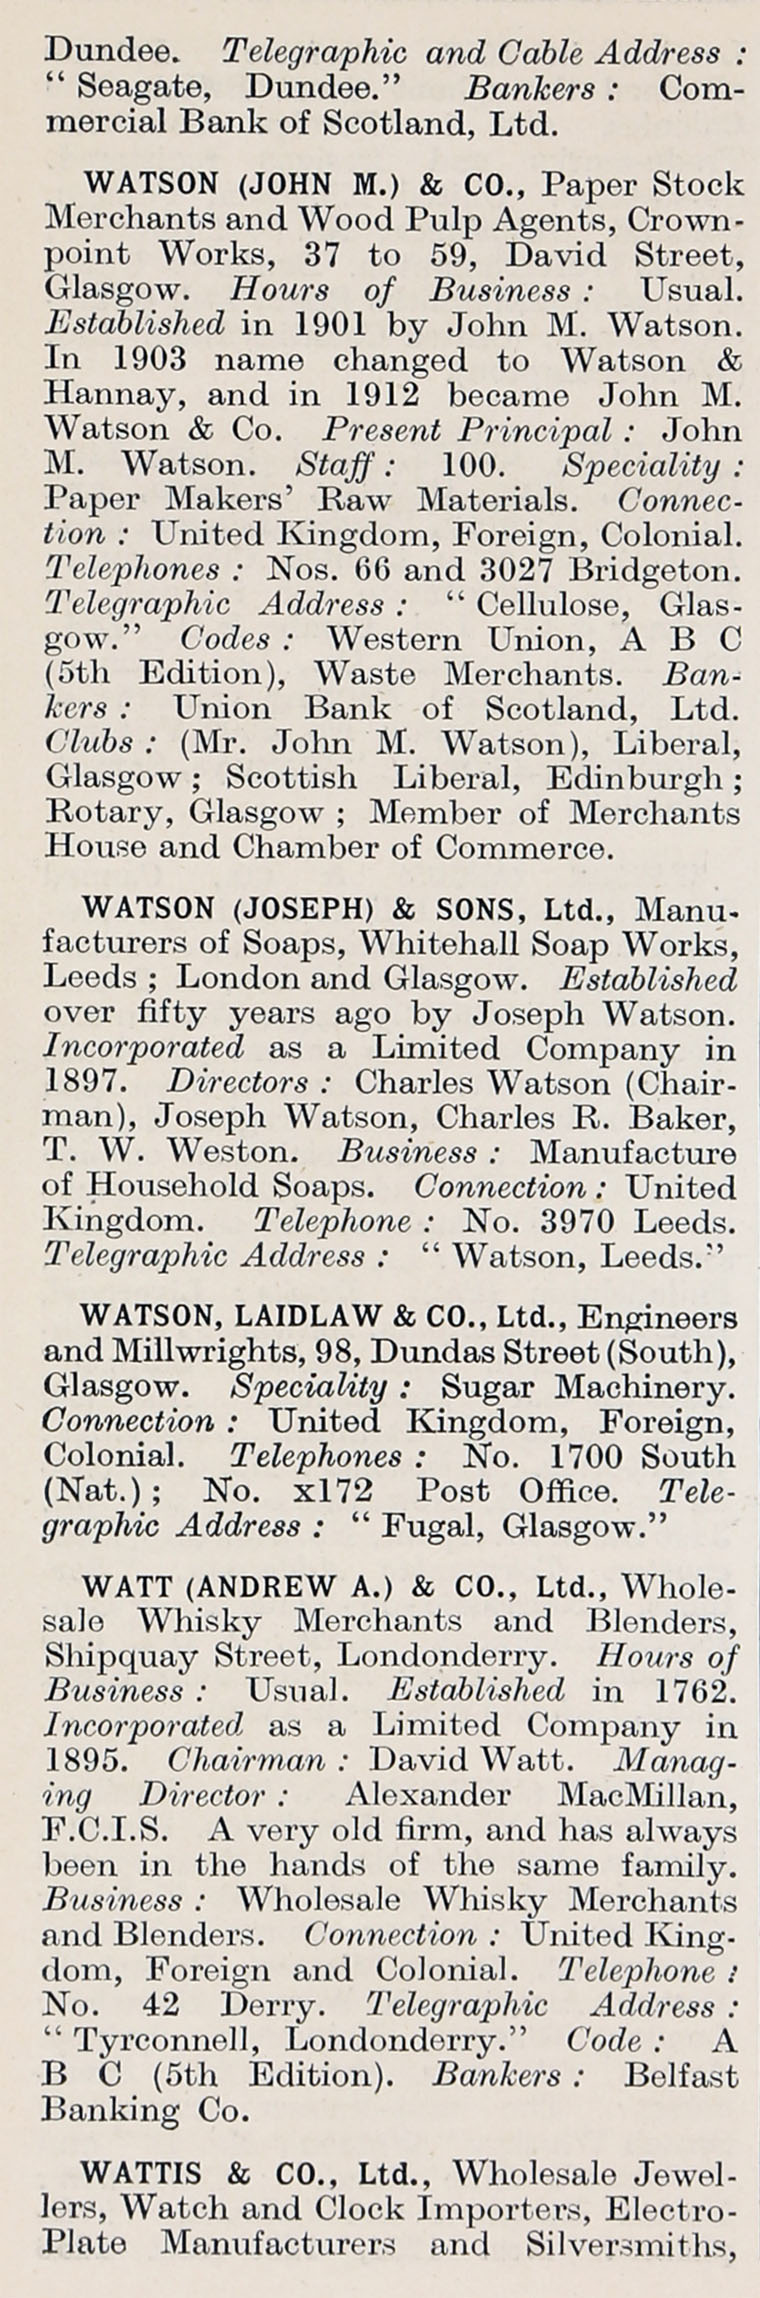 Dundee. Telegraphic and Cable Address :
“ Seagate, Dundee.” Bankers : Com-
mercial Bank of Scotland, Ltd.
WATSON (JOHN M.) & CO., Paper Stock
Merchants and Wood Pulp Agents, Crown-
point Works, 37 to 59, David Street,
Glasgow. Hours of Business : Usual.
Established in 1901 by John M. Watson.
In 1903 name changed to Watson &
Hannay, and in 1912 became John M.
Watson & Co. Present Principal : John
M. Watson. Staff : 100. Speciality :
Paper Makers’ Raw Materials. Connec-
tion : United Kingdom, Foreign, Colonial.
Telephones : Nos. 66 and 3027 Bridgeton.
Telegraphic Address : “ Cellulose, Glas-
gow.” Codes : Western Union, A B C
(5th Edition), Waste Merchants. Ban-
kers : Union Bank of Scotland, Ltd.
Clubs : (Mr. John M. Watson), Liberal,
Glasgow ; Scottish Liberal, Edinburgh ;
Rotary, Glasgow ; Member of Merchants
House and Chamber of Commerce.
WATSON (JOSEPH) & SONS, Ltd., Manu-
facturers of Soaps, Whitehall Soap Works,
Leeds ; London and Glasgow. Established
over fifty years ago by Joseph Watson.
Incorporated as a Limited Company in
1897. Directors : Charles Watson (Chair-
man), Joseph Watson, Charles R. Baker,
T. W. Weston. Business : Manufacture
of Household Soaps. Connection : United
Kingdom. Telephone : No. 3970 Leeds.
Telegraphic Address : “ Watson, Leeds.”
WATSON, LAIDLAW & CO., Ltd., Engineers
and Millwrights, 98, Dundas Street (South),
Glasgow. Speciality : Sugar Machinery.
Connection : United Kingdom, Foreign,
Colonial. Telephones : No. 1700 South
(Nat.) ; No. x172 Post Office. Tele-
graphic Address : “ Fugal, Glasgow.”
WATT (ANDREW A.) & CO., Ltd., Whole-
sale Whisky Merchants and Blenders,
Shipquay Street, Londonderry. Hours of
Business : Usual. Established in 1762.
Incorporated as a Limited Company in
1895. Chairman : David Watt. Manag-
ing Director : Alexander MacMillan,
F.C.I.S. A very old firm, and has always
been in the hands of the same family.
Business : Wholesale Whisky Merchants
and Blenders. Connection : United King-
dom, Foreign and Colonial. Telephone :
No. 42 Derry. Telegraphic Address :
“ Tyrconnell, Londonderry.” Code : A
B C (5th Edition). Bankers : Belfast
Banking Co.
WATTIS & CO., Ltd., Wholesale Jewel-
lers, Watch and Clock Importers, Electro-
Plate Manufacturers and Silversmiths,